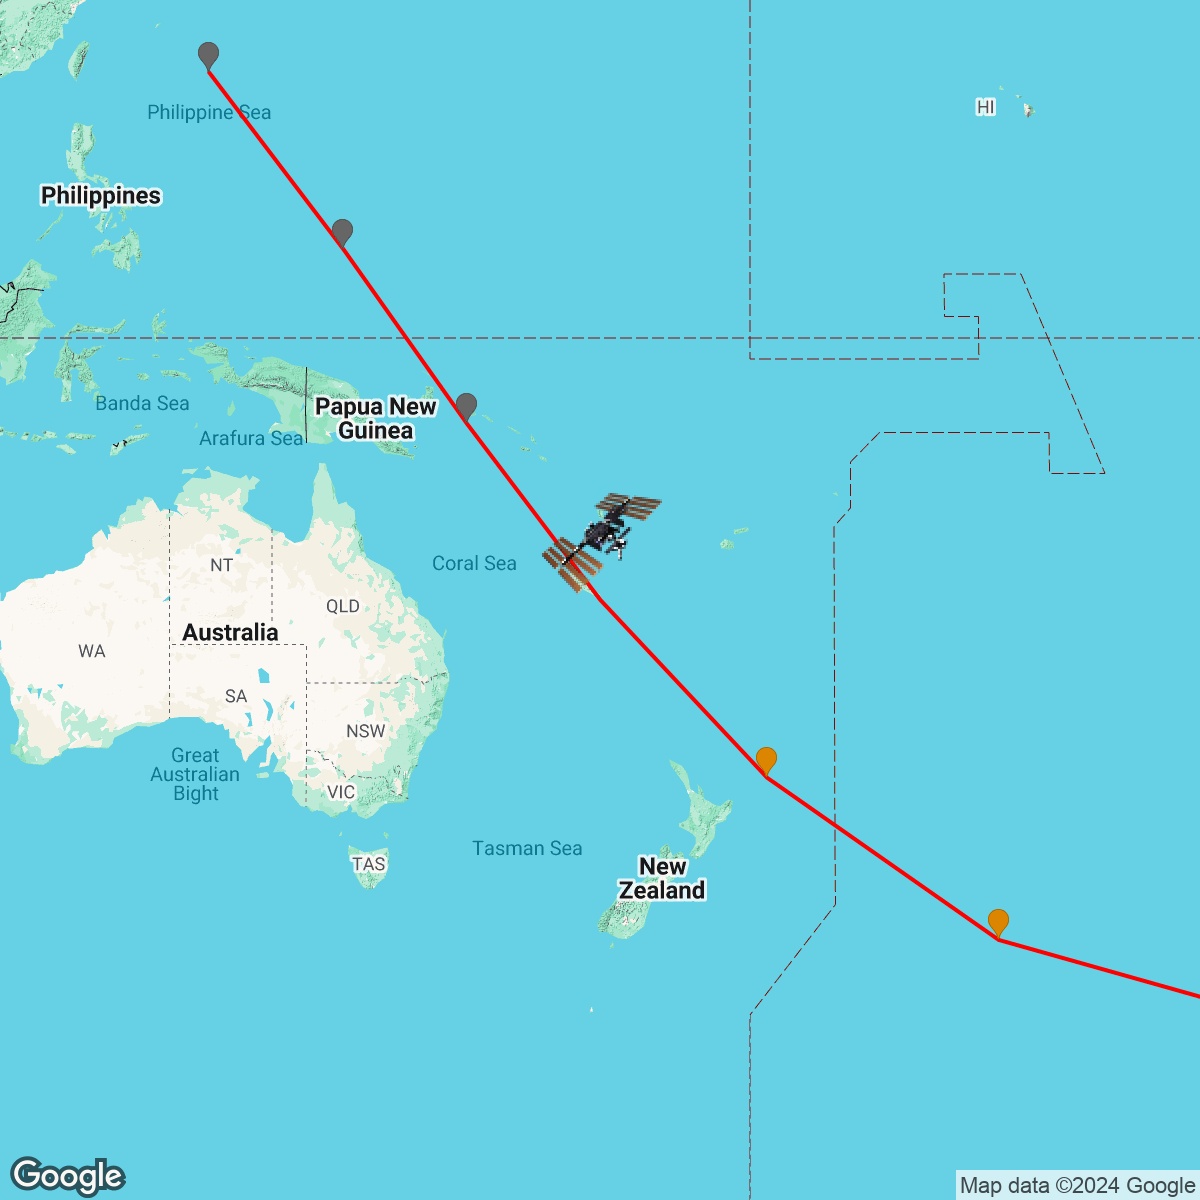 HI
Philippine Sea
Philippines
Banda Sea
Papua New
Guinea
Arafura Sea
Coral Sea
NT
QLD
Australia
WA
SA
NSW
Great
Australian
Bight
VIC
Tasman Sea
TAS
New
Zealand
Google
Map data ©2024 Google